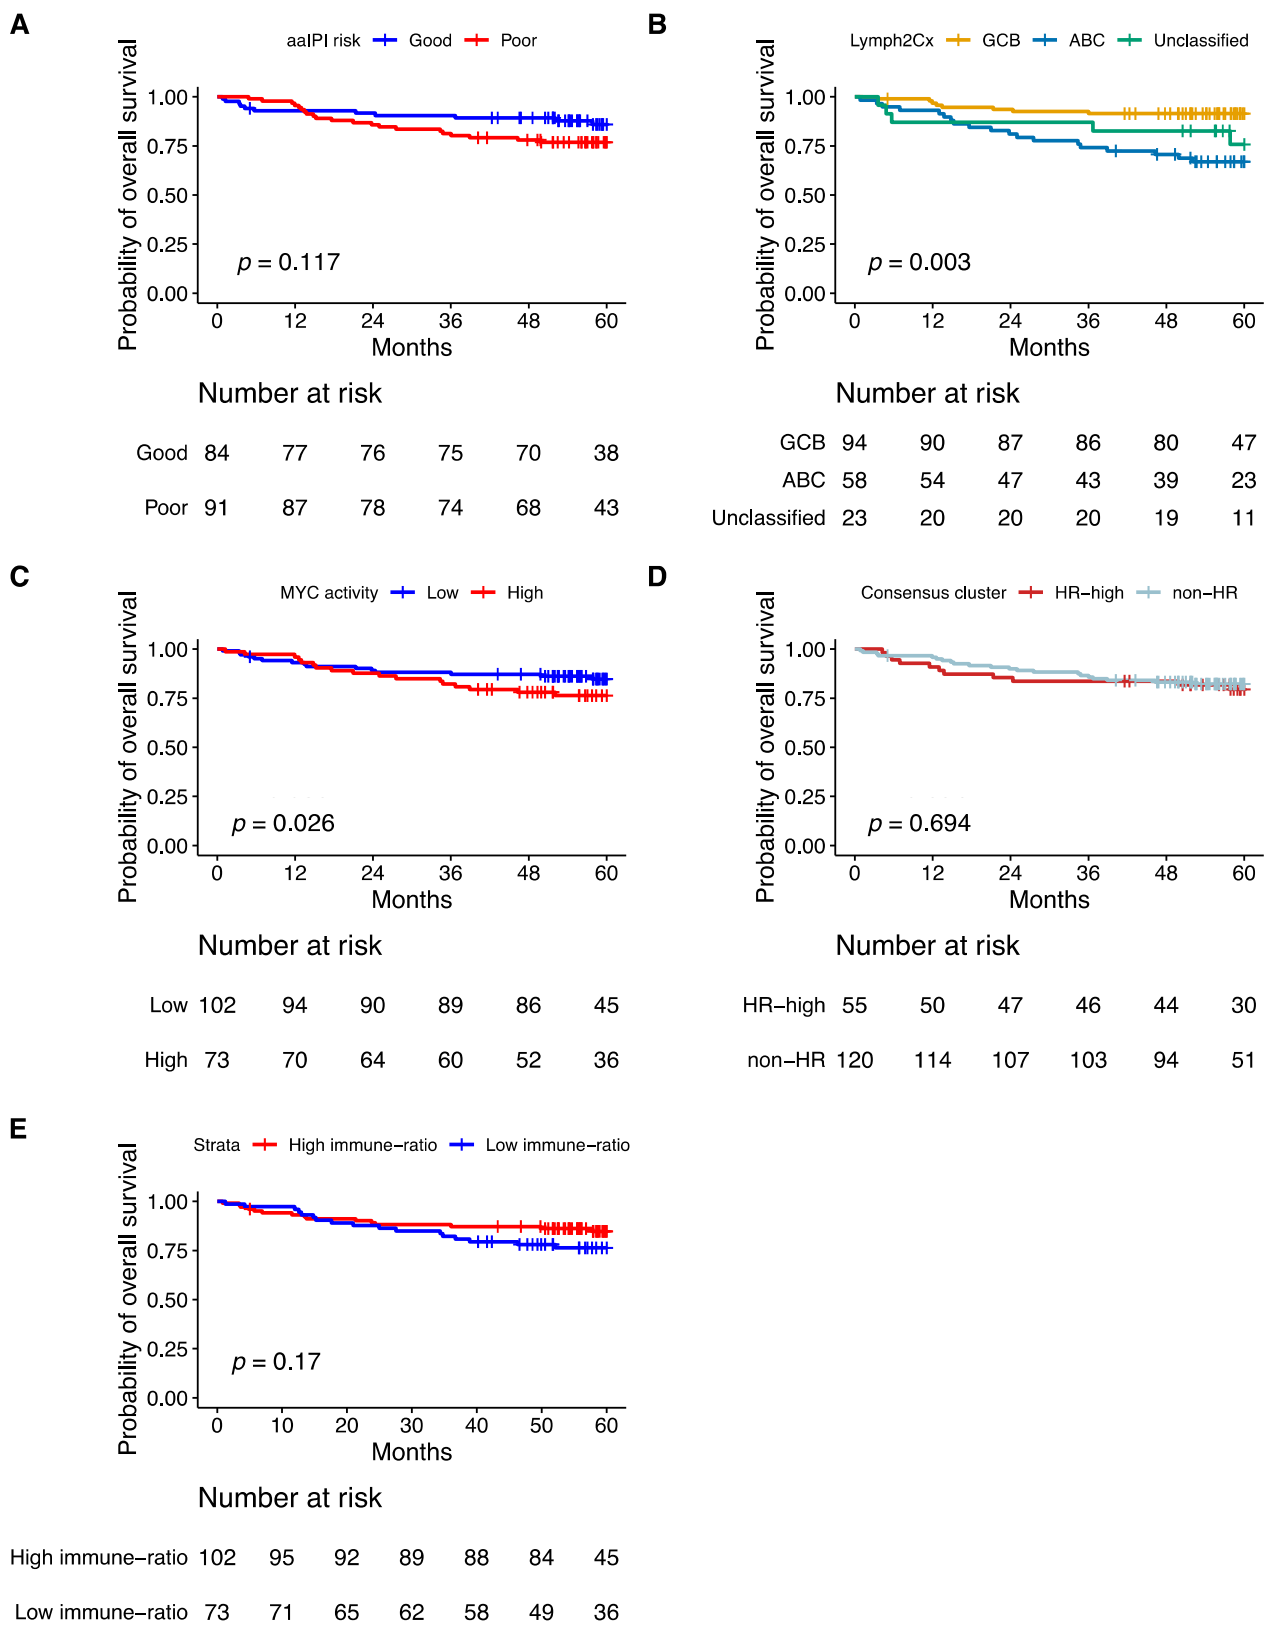 A
aaIPI risk Good Poor
Probability of overall survival
1.00
0.75
0.50
0.25
0.00
p = 0.117
0 12 24 36 48 60
Months
Number at risk
Good 84 77 76 75 70 38
Poor 91 87 78 74 68 43
B
Lymph2Cx GCB ABC Unclassified
Probability of overall survival
1.00
0.75
0.50
0.25
0.00
p = 0.003
0 12 24 36 48 60
Months
Number at risk
GCB 94 90 87 86 80 47
ABC 58 54 47 43 39 23
Unclassified 23 20 20 20 19 11
C
MYC activity Low High
Probability of overall survival
1.00
0.75
0.50
0.25
0.00
p = 0.026
0 12 24 36 48 60
Months
Number at risk
Low 102 94 90 89 86 45
High 73 70 64 60 52 36
D
Consensus cluster HR−high non−HR
Probability of overall survival
1.00
0.75
0.50
0.25
0.00
p = 0.694
0 12 24 36 48 60
Months
Number at risk
HR−high 55 50 47 46 44 30
non−HR 120 114 107 103 94 51
E
Strata High immune−ratio Low immune−ratio
Probability of overall survival
1.00
0.75
0.50
0.25
0.00
p = 0.17
0 10 20 30 40 50 60
Months
Number at risk
High immune−ratio 102 95 92 89 88 84 45
Low immune−ratio 73 71 65 62 58 49 36